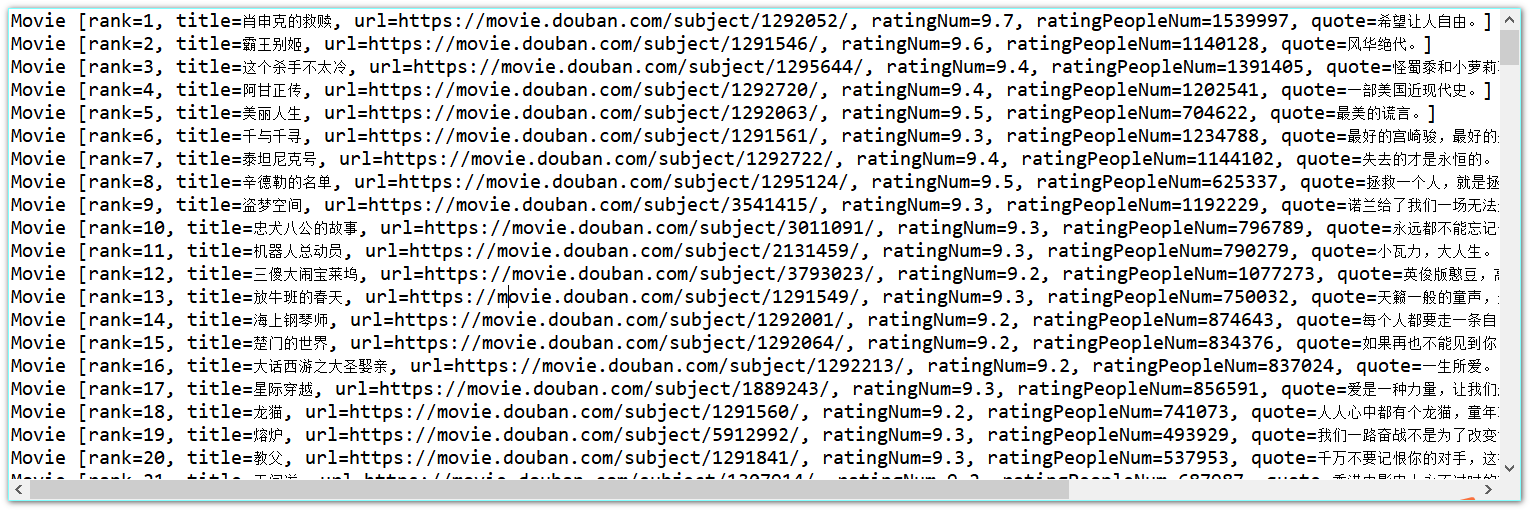 Movie [rank=1, title=肖申克的救赎, url=https://movie.douban.com/subject/1292052/, ratingNum=9.7, ratingPeopleNum=1539997, quote=希望让人自由。]
Movie [rank=2, title=霸王别姬, url=https://movie.douban.com/subject/1291546/, ratingNum=9.6, ratingPeopleNum=1140128, quote=风华绝代。]
Movie [rank=3, title=这个杀手不太冷, url=https://movie.douban.com/subject/1295644/, ratingNum=9.4, ratingPeopleNum=1391405, quote=怪蜀黍和小萝莉
Movie [rank=4, title=阿甘正传, url=https://movie.douban.com/subject/1292720/, ratingNum=9.4, ratingPeopleNum=1202541, quote=一部美国近现代史。]
Movie [rank=5, title=美丽人生, url=https://movie.douban.com/subject/1292063/, ratingNum=9.5, ratingPeopleNum=704622, quote=最美的谎言。]
Movie [rank=6, title=千与千寻, url=https://movie.douban.com/subject/1291561/, ratingNum=9.3, ratingPeopleNum=1234788, quote=最好的宫崎骏，最好的
Movie [rank=7, title=泰坦尼克号, url=https://movie.douban.com/subject/1292722/, ratingNum=9.4, ratingPeopleNum=1144102, quote=失去的才是永恒的。
Movie [rank=8, title=辛德勒的名单, url=https://movie.douban.com/subject/1295124/, ratingNum=9.5, ratingPeopleNum=625337, quote=拯救一个人，就是拯
Movie [rank=9, title=盗梦空间, url=https://movie.douban.com/subject/3541415/, ratingNum=9.3, ratingPeopleNum=1192229, quote=诺兰给了我们一场无法
Movie [rank=10, title=忠犬八公的故事, url=https://movie.douban.com/subject/3011091/, ratingNum=9.3, ratingPeopleNum=796789, quote=永远都不能忘记
Movie [rank=11, title=机器人总动员, url=https://movie.douban.com/subject/2131459/, ratingNum=9.3, ratingPeopleNum=790279, quote=小瓦力，大人生。
Movie [rank=12, title=三傻大闹宝莱坞, url=https://movie.douban.com/subject/3793023/, ratingNum=9.2, ratingPeopleNum=1077273, quote=英俊版憨豆，高
Movie [rank=13, title=放牛班的春天, url=https://movie.douban.com/subject/1291549/, ratingNum=9.3, ratingPeopleNum=750032, quote=天籁一般的童声，
Movie [rank=14, title=海上钢琴师, url=https://movie.douban.com/subject/1292001/, ratingNum=9.2, ratingPeopleNum=874643, quote=每个人都要走一条自
Movie [rank=15, title=楚门的世界, url=https://movie.douban.com/subject/1292064/, ratingNum=9.2, ratingPeopleNum=834376, quote=如果再也不能见到你
Movie [rank=16, title=大话西游之大圣娶亲, url=https://movie.douban.com/subject/1292213/, ratingNum=9.2, ratingPeopleNum=837024, quote=一生所爱。
Movie [rank=17, title=星际穿越, url=https://movie.douban.com/subject/1889243/, ratingNum=9.3, ratingPeopleNum=856591, quote=爱是一种力量，让我们
Movie [rank=18, title=龙猫, url=https://movie.douban.com/subject/1291560/, ratingNum=9.2, ratingPeopleNum=741073, quote=人人心中都有个龙猫，童年
Movie [rank=19, title=熔炉, url=https://movie.douban.com/subject/5912992/, ratingNum=9.3, ratingPeopleNum=493929, quote=我们一路奋战不是为了改变
Movie [rank=20, title=教父, url=https://movie.douban.com/subject/1291841/, ratingNum=9.3, ratingPeopleNum=537953, quote=千万不要记恨你的对手，这